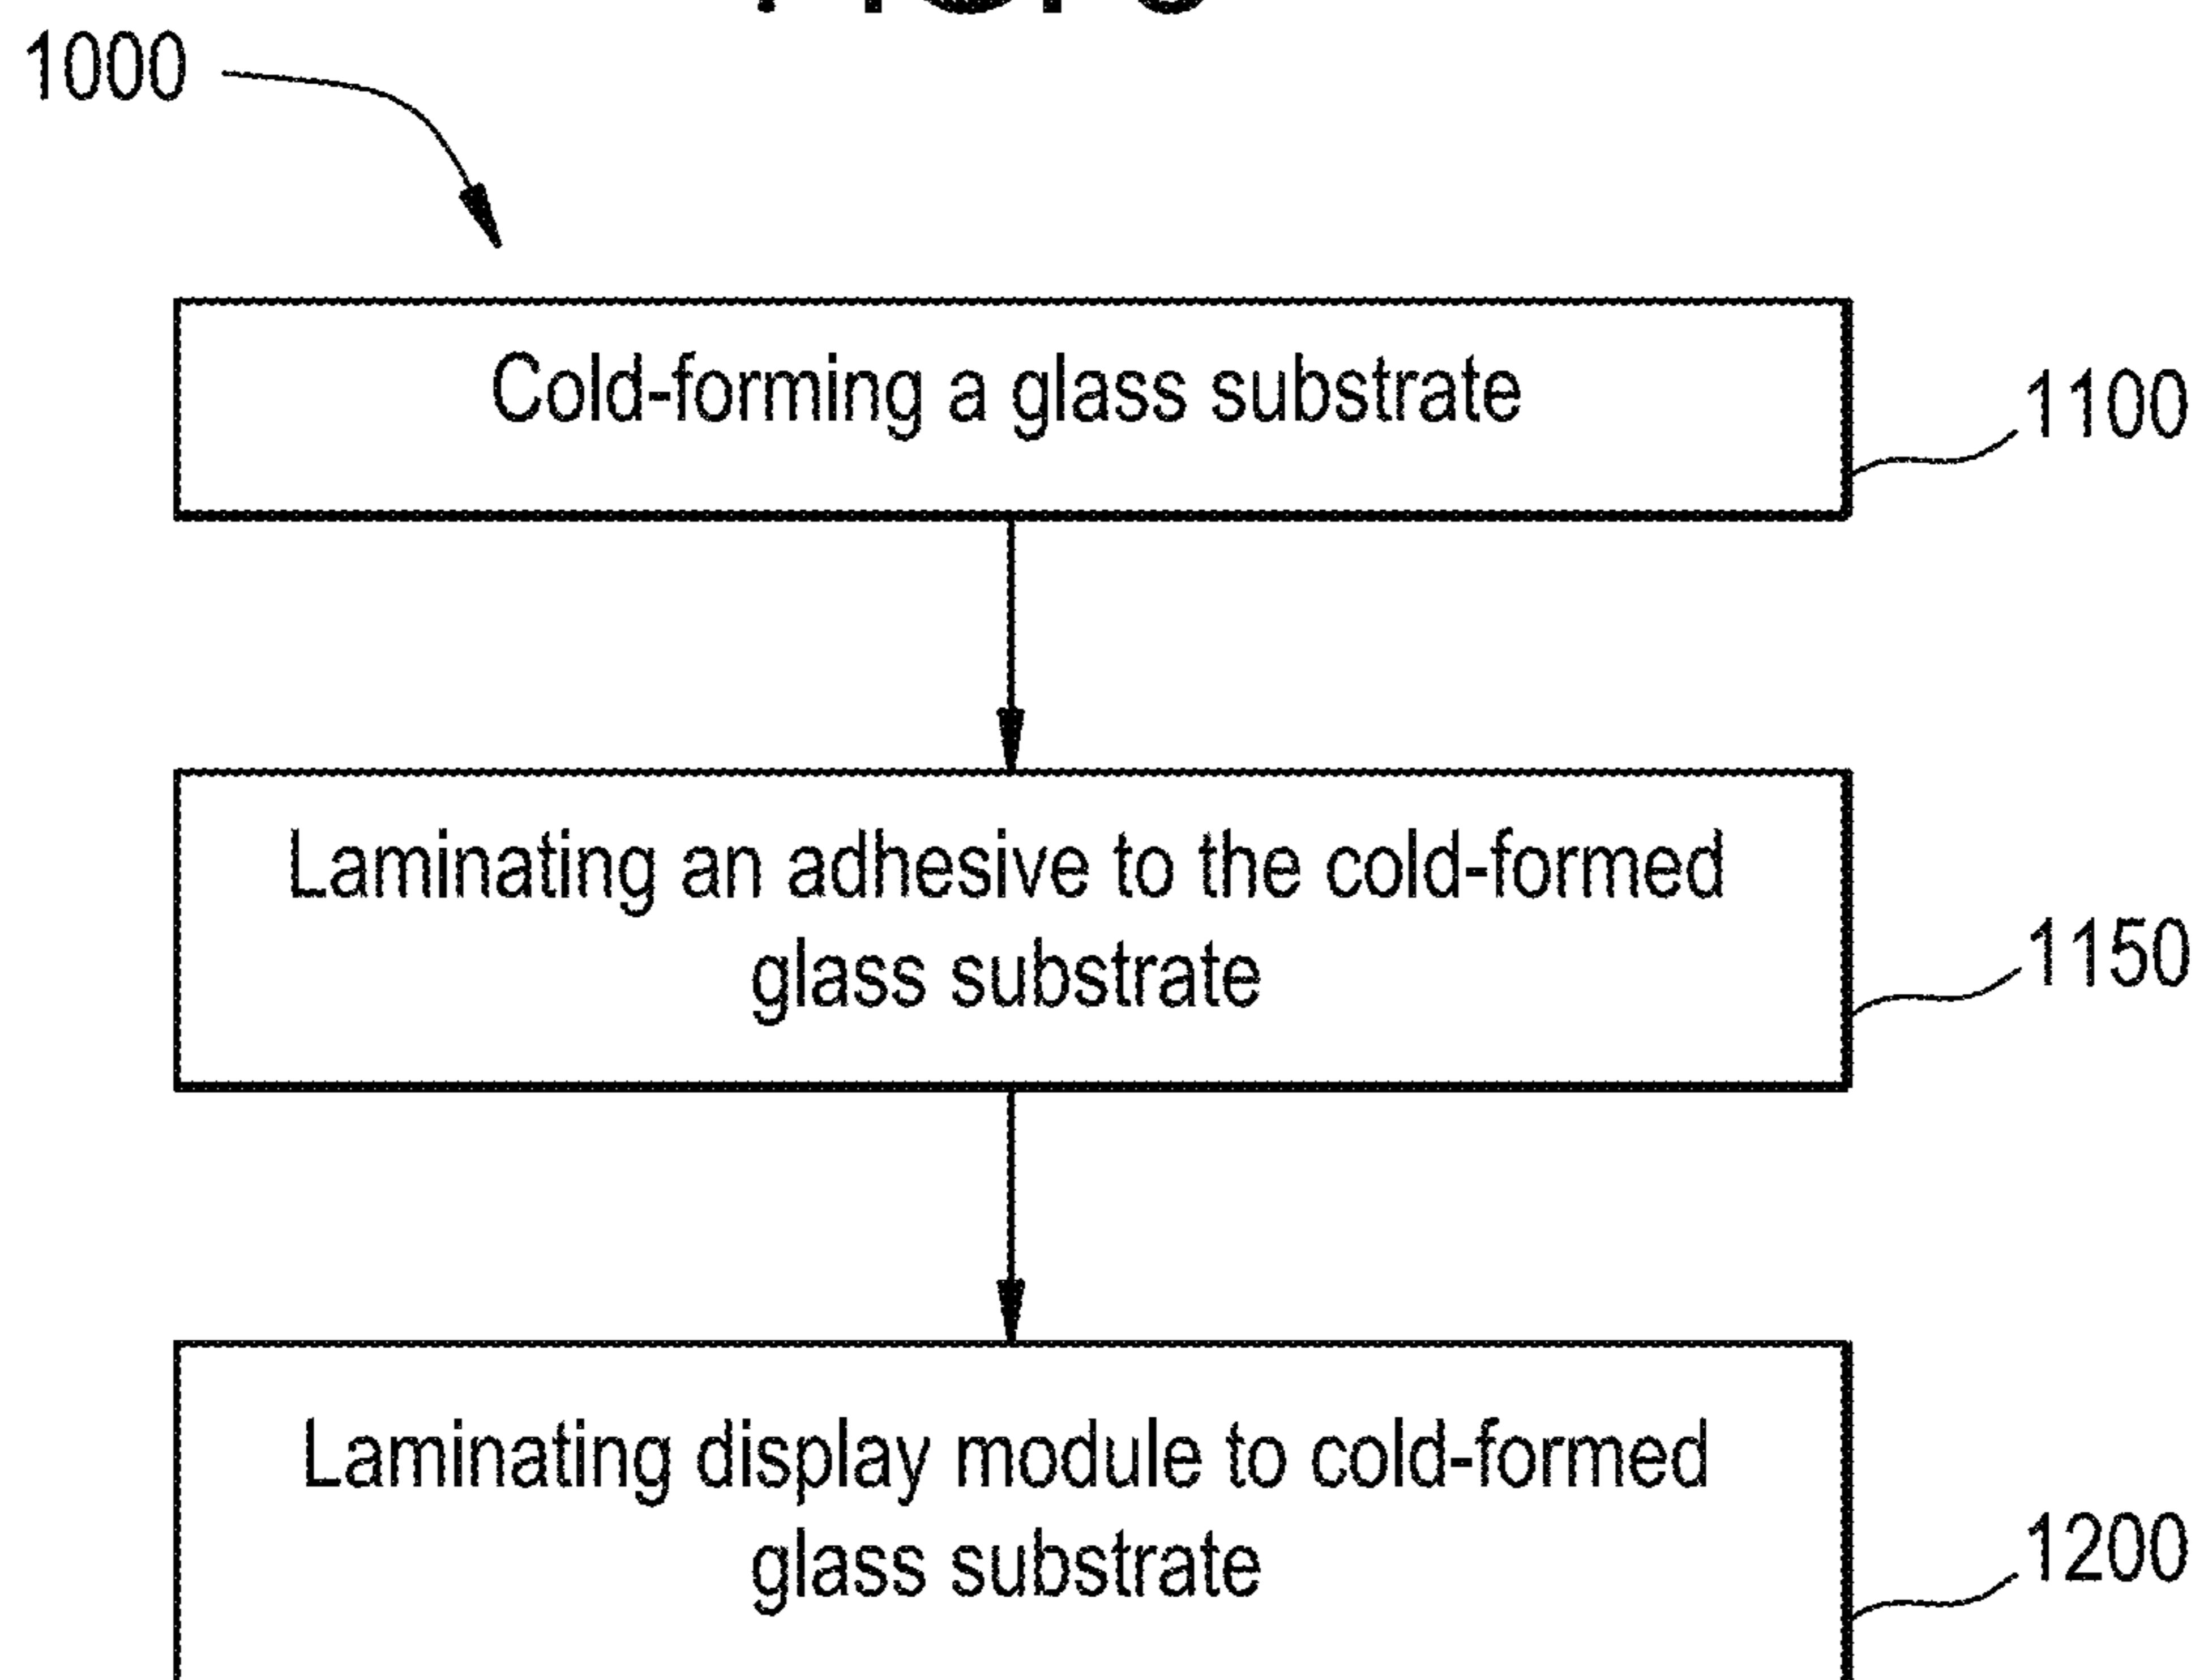 1000
Cold-forming a glass substrate
1100
Laminating an adhesive to the cold-formed
glass substrate
1150
Laminating display module to cold-formed
glass substrate
1200